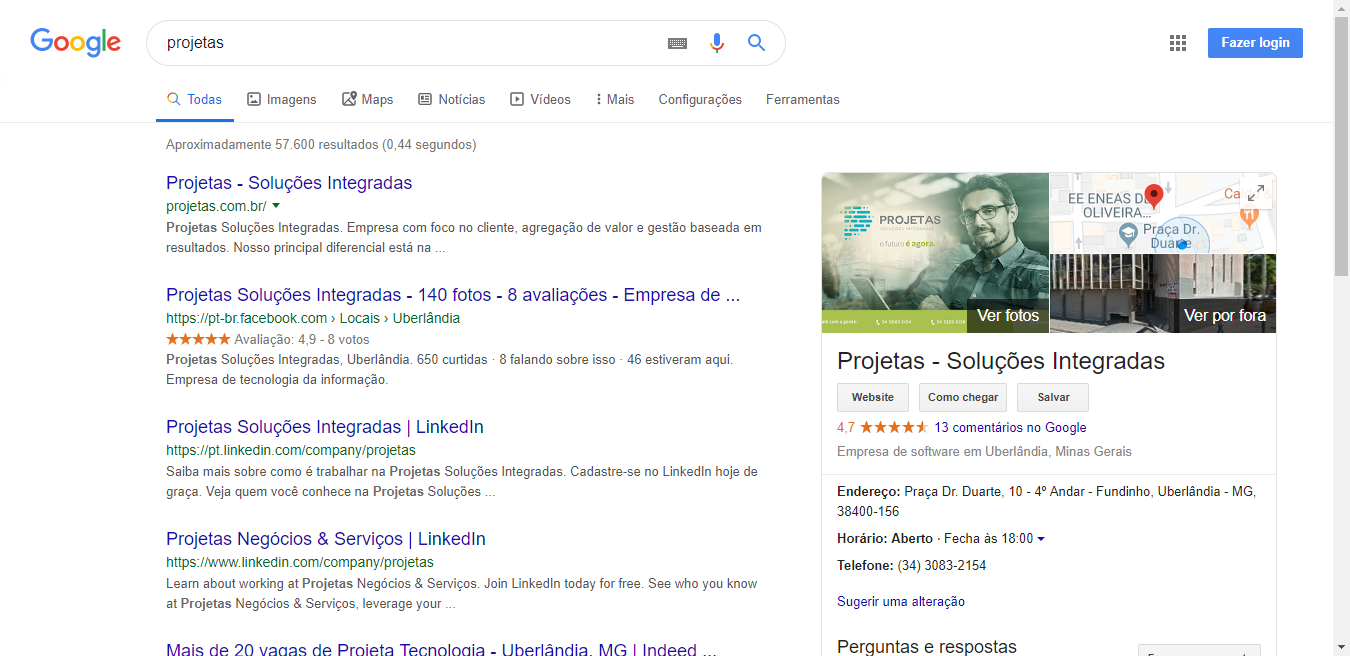 Google
projetas
Fazer login
Todas
Imagens
Maps
Notícias
Vídeos
Mais
Configurações
Ferramentas
Aproximadamente 57.600 resultados (0,44 segundos)
Projetas - Soluções Integradas
projetas.com.br/
Projetas Soluções Integradas. Empresa com foco no cliente, agregação de valor e gestão baseada em
resultados. Nosso principal diferencial está na ...
Projetas Soluções Integradas - 140 fotos - 8 avaliações - Empresa de ...
https://pt-br.facebook.com › Locais › Uberlândia
Avaliação: 4,9 - 8 votos
Projetas Soluções Integradas, Uberlândia. 650 curtidas · 8 falando sobre isso · 46 estiveram aqui.
Empresa de tecnologia da informação.
Projetas Soluções Integradas | LinkedIn
https://pt.linkedin.com/company/projetas
Saiba mais sobre como é trabalhar na Projetas Soluções Integradas. Cadastre-se no LinkedIn hoje de
graça. Veja quem você conhece na Projetas Soluções ...
Projetas Negócios & Serviços | LinkedIn
https://www.linkedin.com/company/projetas
Learn about working at Projetas Negócios & Serviços. Join LinkedIn today for free. See who you know
at Projetas Negócios & Serviços, leverage your ...
Mais de 20 vagas de Projeta Tecnologia - Uberlândia, MG | Indeed ...
PROJETAS
SOLUÇÕES INTEGRADAS
o futuro é agora.
34 3083 2154
Ver fotos
EE ENEAS DE
OLIVEIRA...
Ca
Praça Dr.
Duarte
Ver por fora
Projetas - Soluções Integradas
Website
Como chegar
Salvar
4,7
13 comentários no Google
Empresa de software em Uberlândia, Minas Gerais
Endereço: Praça Dr. Duarte, 10 - 4º Andar - Fundinho, Uberlândia - MG,
38400-156
Horário: Aberto · Fecha às 18:00
Telefone: (34) 3083-2154
Sugerir uma alteração
Perguntas e respostas